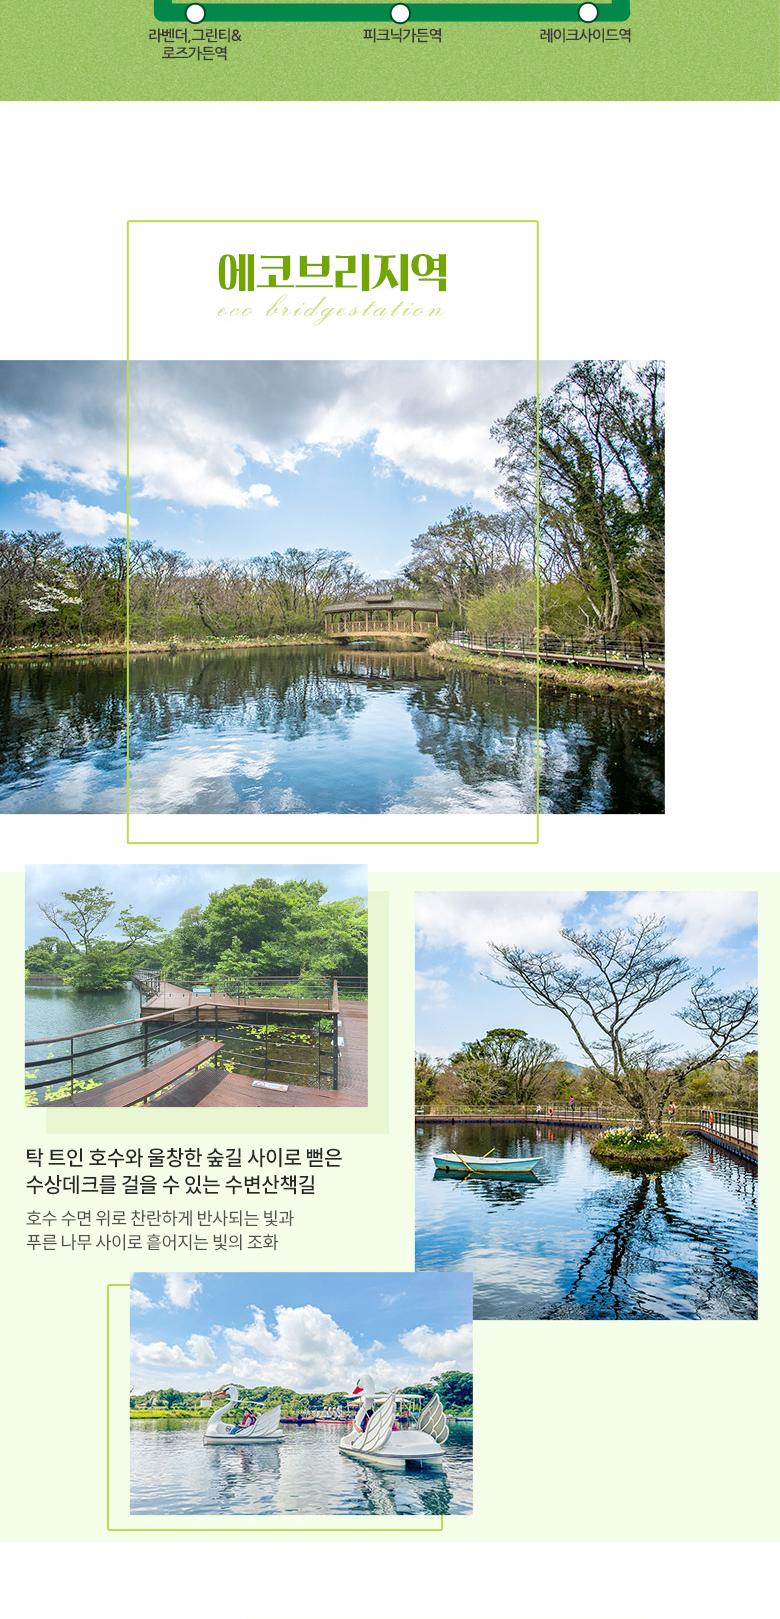 라벤더,그린티&
로즈가든역
피크닉가든역
레이크사이드역
에코브리지역
eco bridgestation
탁 트인 호수와 울창한 숲길 사이로 뻗은
수상데크를 걸을 수 있는 수변산책길
호수 수면 위로 찬란하게 반사되는 빛과
푸른 나무 사이로 흩어지는 빛의 조화